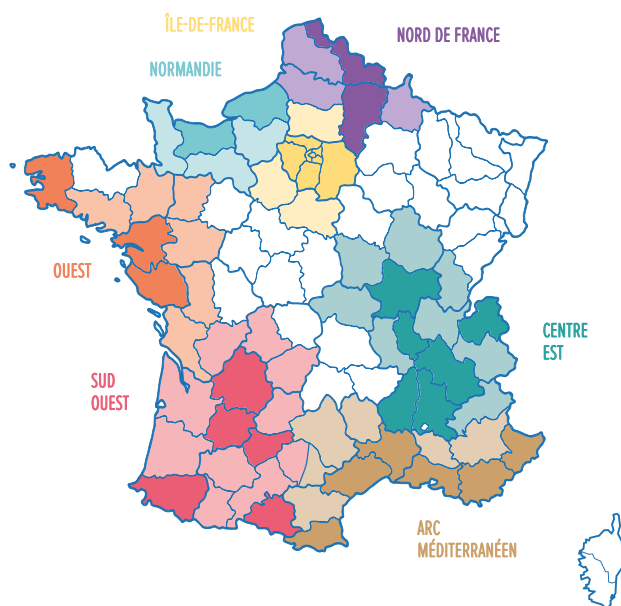 ÎLE-DE-FRANCE
NORD DE FRANCE
NORMANDIE
OUEST
CENTRE
EST
SUD
OUEST
ARC
MÉDITERRANÉEN